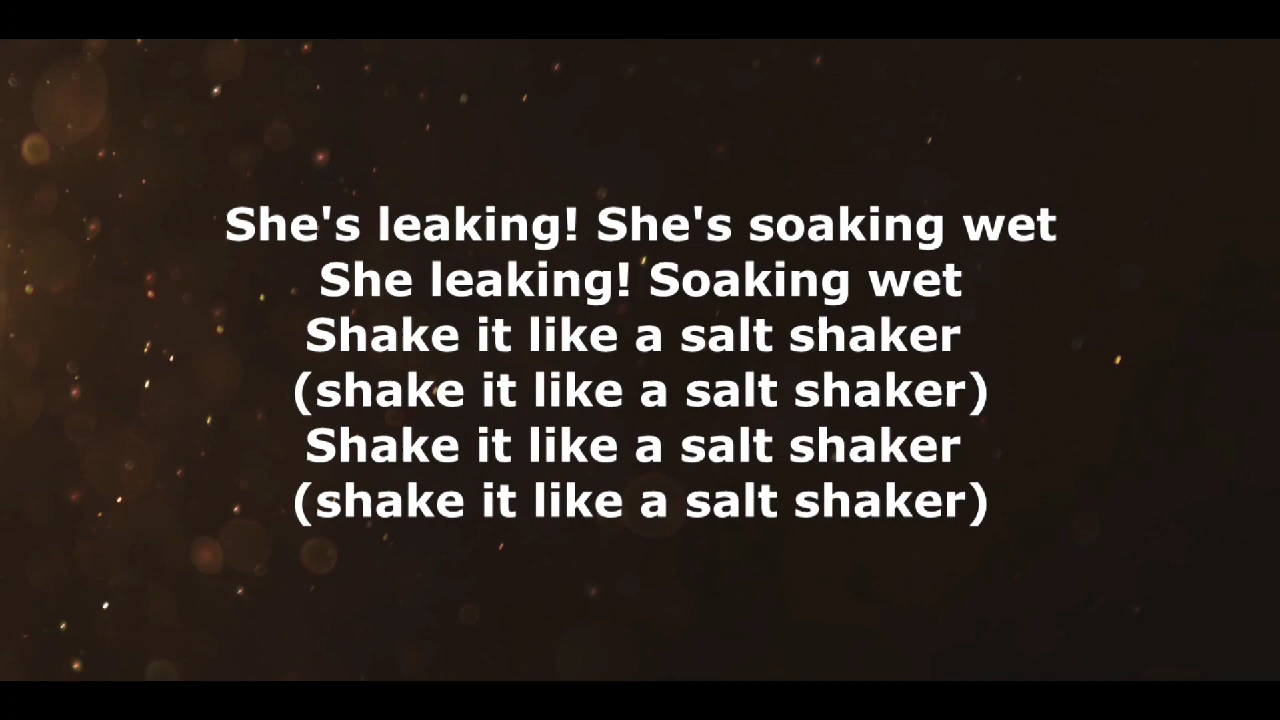 She's leaking! She's soaking wet
She leaking! Soaking wet
Shake it like a salt shaker
(shake it like a salt shaker)
Shake it like a salt shaker
(shake it like a salt shaker)